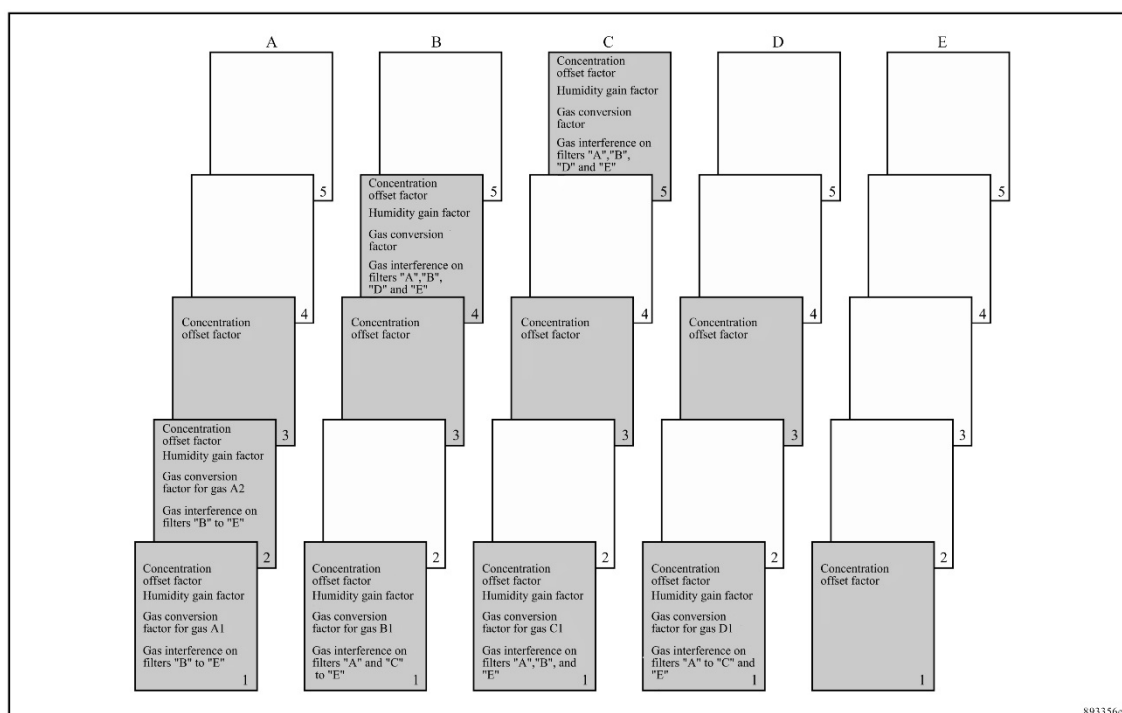 A B C D E
Concentration
offset factor
Humidity gain factor
Gas conversion
factor
Gas interference on
filters "A","B",
"D" and "E"
5 5 5 5 5
Concentration
offset factor
Humidity gain factor
Gas conversion
factor
Gas interference on
filters "A","B",
"D" and "E"
4 4 4 4 4
Concentration
offset factor
Concentration
offset factor
Concentration
offset factor
Concentration
offset factor
3 3 3 3 3
Concentration
offset factor
Humidity gain factor
Gas conversion
factor for gas A2
Gas interference on
filters "B" to "E"
2 2 2 2 2
Concentration
offset factor
Humidity gain factor
Gas conversion
factor for gas A1
Gas interference on
filters "B" to "E"
1
Concentration
offset factor
Humidity gain factor
Gas conversion
factor for gas B1
Gas interference on
filters "A" and "C"
to "E"
1
Concentration
offset factor
Humidity gain factor
Gas conversion
factor for gas C1
Gas interference on
filters "A","B", and
"E"
1
Concentration
offset factor
Humidity gain factor
Gas conversion
factor for gas D1
Gas interference on
filters "A" to "C" and
"E"
1
Concentration
offset factor
1